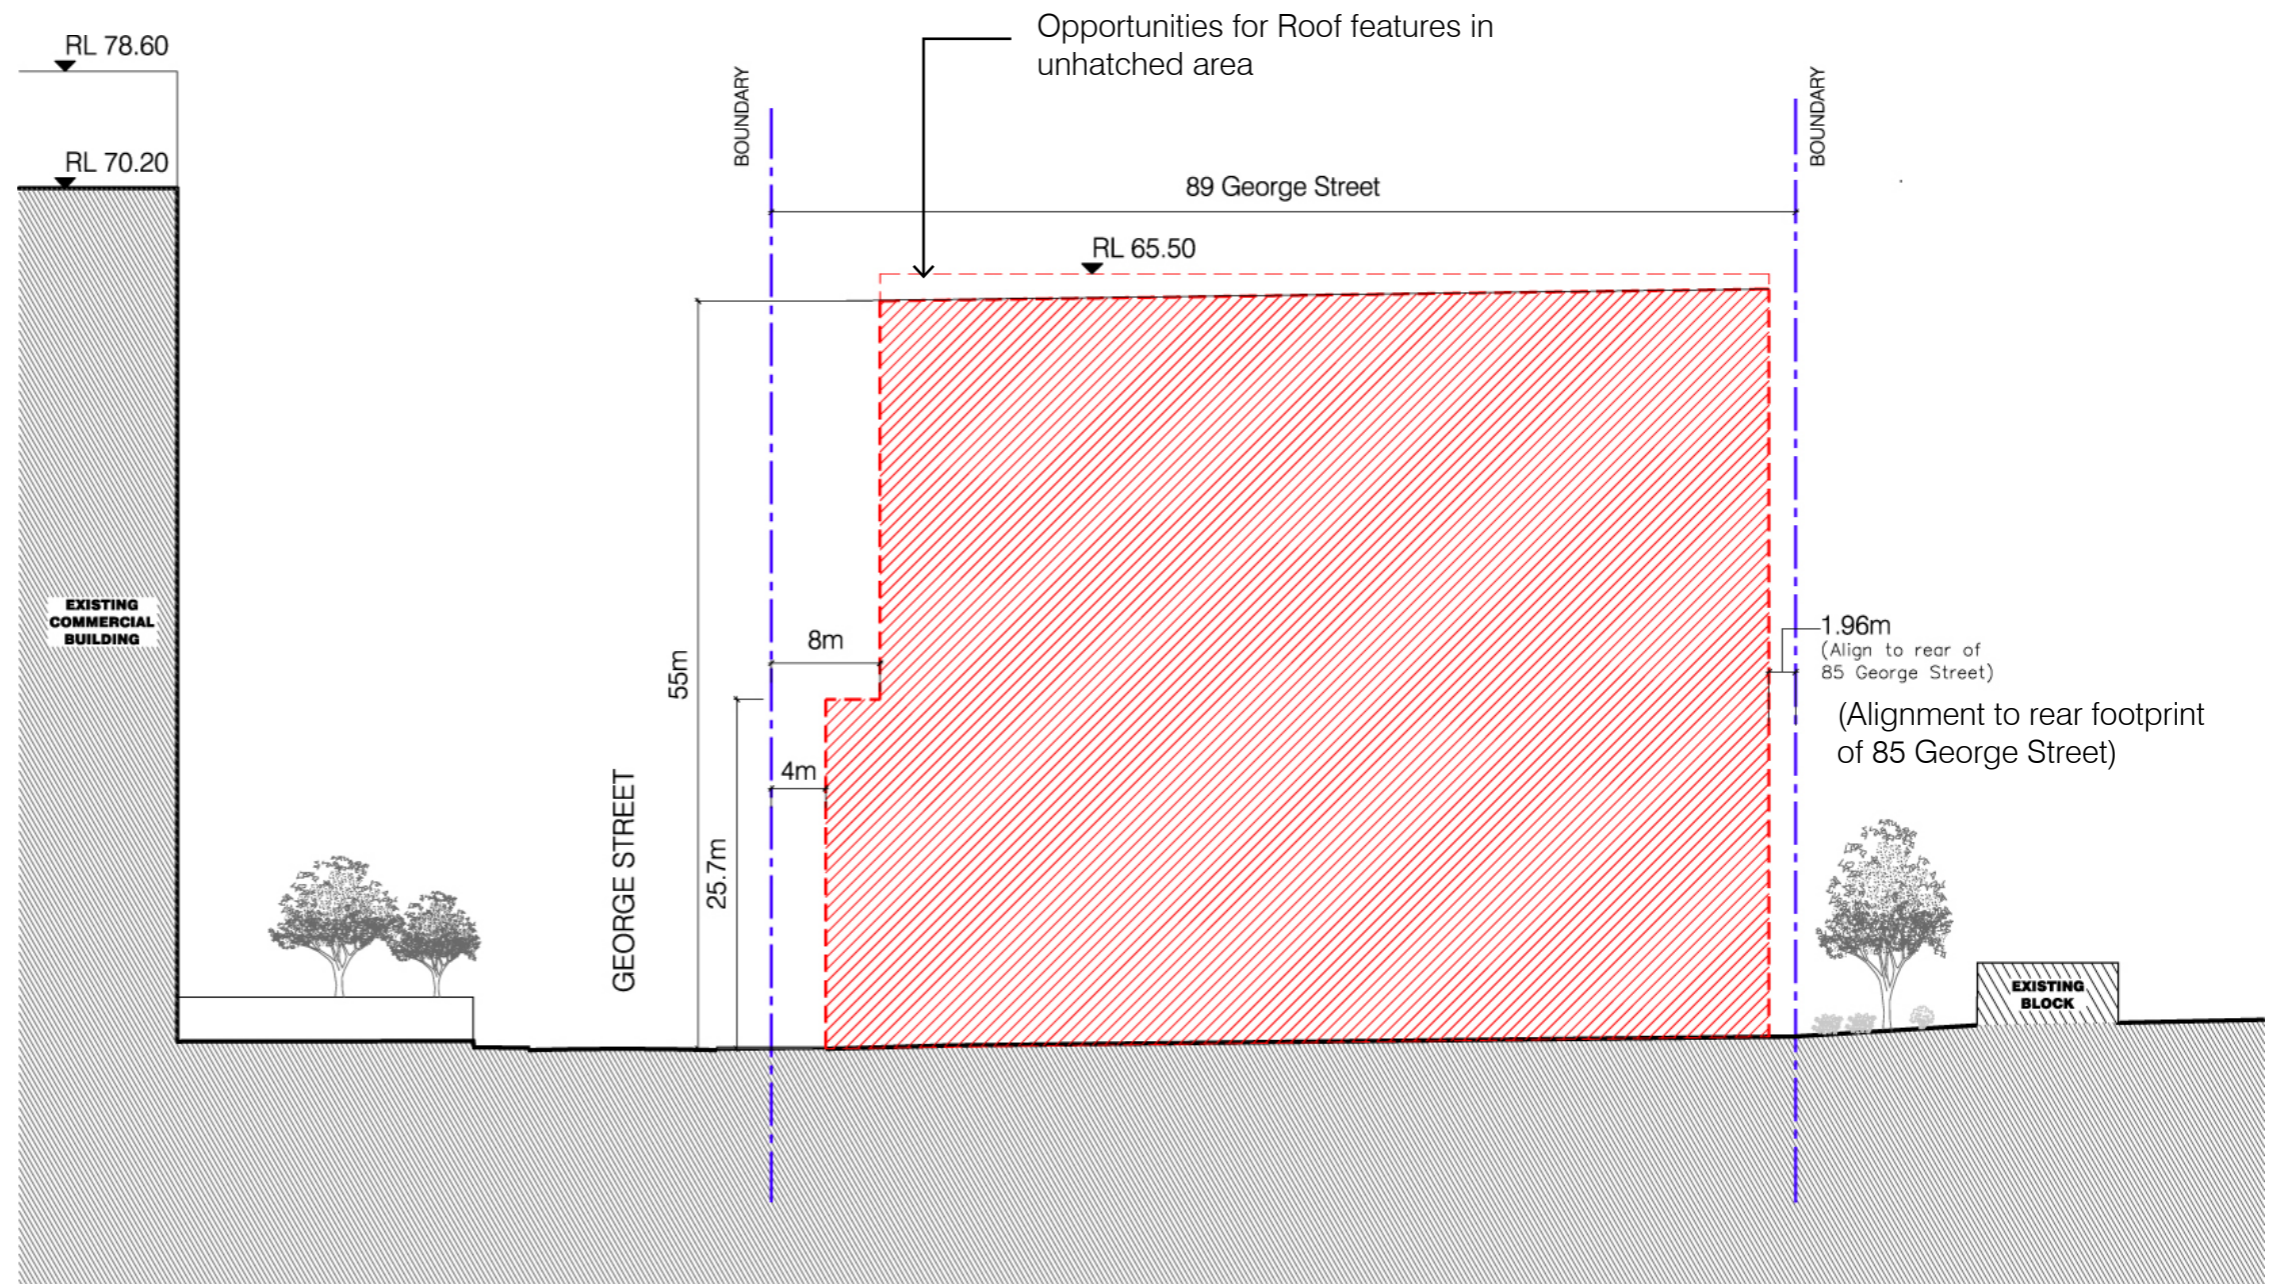 Opportunities for Roof features in
unhatched area
RL 78.60
BOUNDARY
BOUNDARY
RL 70.20
89 George Street
RL 65.50
EXISTING
COMMERCIAL
BUILDING
8m
1.96m
(Align to rear of
85 George Street)
55m
(Alignment to rear footprint
of 85 George Street)
4m
25.7m
GEORGE STREET
EXISTING
BLOCK